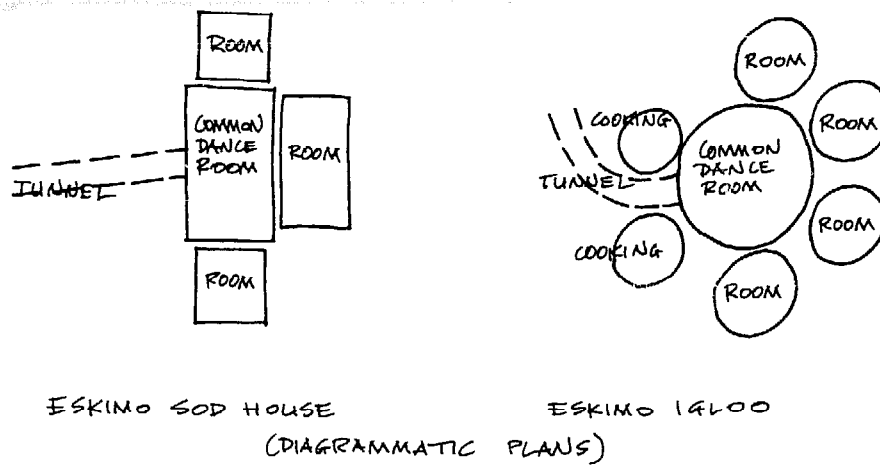 ROOM
COMMON
DANCE
ROOM
ROOM
TUNNEL
ROOM
ESKIMO SOD HOUSE
ROOM
COOKING
ROOM
COMMON
DANCE
ROOM
TUNNEL
ROOM
COOKING
ROOM
ESKIMO IGLOO
(DIAGRAMMATIC PLANS)